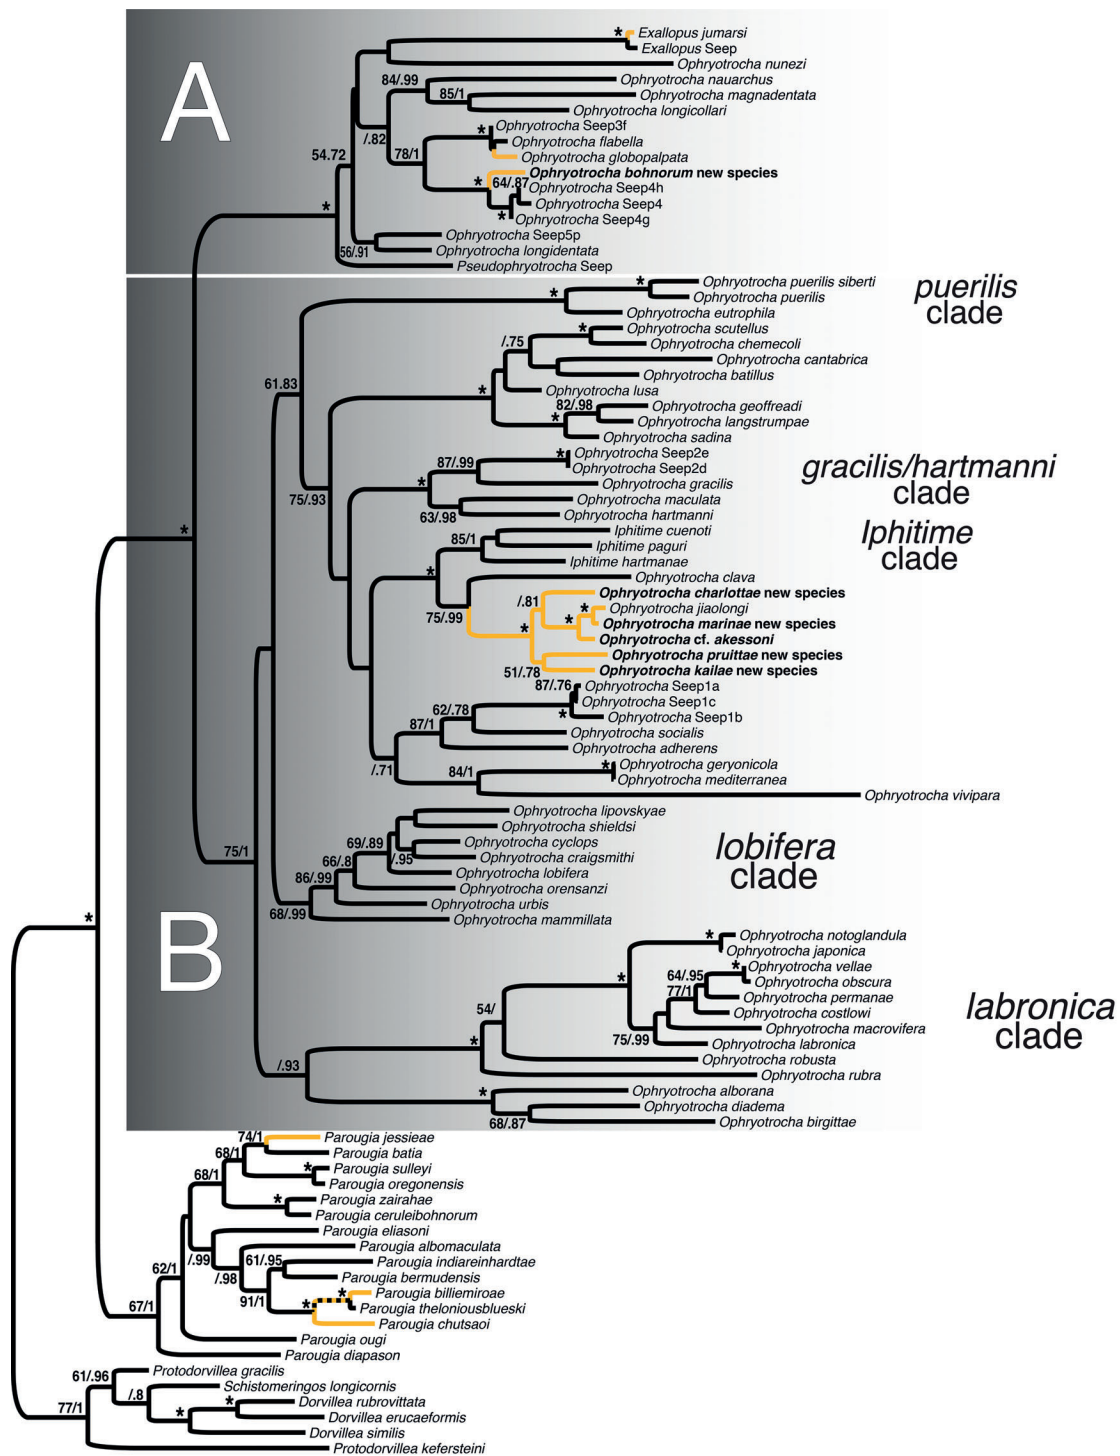 A
* Exallopus jumarsi
Exallopus Seep
Ophryotrocha nunezi
84/.99 Ophryotrocha nauarchus
85/1 Ophryotrocha magnadentata
Ophryotrocha longicollari
/.82
* Ophryotrocha Seep3f
Ophryotrocha flabella
78/1
54.72
Ophryotrocha globopalpata
* Ophryotrocha bohnorum new species
64/.87
Ophryotrocha Seep4h
Ophryotrocha Seep4
* Ophryotrocha Seep4g
*
Ophryotrocha Seep5p
56/.91 Ophryotrocha longidentata
Pseudophryotrocha Seep
puerilis
clade
* * Ophryotrocha puerilis siberti
Ophryotrocha puerilis
Ophryotrocha eutrophila
* Ophryotrocha scutellus
/.75 Ophryotrocha chemecoli
Ophryotrocha cantabrica
Ophryotrocha batillus
61.83 * Ophryotrocha lusa
82/.98 Ophryotrocha geoffreadi
* Ophryotrocha langstrumpae
Ophryotrocha sadina
gracilis/hartmanni
clade
* Ophryotrocha Seep2e
87/.99 Ophryotrocha Seep2d
* Ophryotrocha gracilis
75/.93 Ophryotrocha maculata
63/.98 Ophryotrocha hartmanni
Iphitime
clade
* Iphitime cuenoti
85/1 Iphitime paguri
Iphitime hartmanae
* Ophryotrocha clava
Ophryotrocha charlottae new species
/.81
* Ophryotrocha jiaolongi
75/.99 * * Ophryotrocha marinae new species
Ophryotrocha cf. akessoni
Ophryotrocha pruittae new species
51/.78 Ophryotrocha kailae new species
87/.76 Ophryotrocha Seep1a
Ophryotrocha Seep1c
62/.78 * Ophryotrocha Seep1b
87/1 Ophryotrocha socialis
Ophryotrocha adherens
* Ophryotrocha geryonicola
/.71 84/1 Ophryotrocha mediterranea
Ophryotrocha vivipara
lobifera
clade
Ophryotrocha lipovskyae
Ophryotrocha shieldsi
69/.89 Ophryotrocha cyclops
/.95 Ophryotrocha craigsmithi
75/1 66/.8 Ophryotrocha lobifera
86/.99 Ophryotrocha orensanzi
Ophryotrocha urbis
68/.99 Ophryotrocha mammillata
*
B
labronica
clade
* Ophryotrocha notoglandula
Ophryotrocha japonica
* Ophryotrocha vellae
* 64/.95 Ophryotrocha obscura
77/1 Ophryotrocha permanae
54/ Ophryotrocha costlowi
Ophryotrocha macrovifera
* 75/.99 Ophryotrocha labronica
Ophryotrocha robusta
/.93 Ophryotrocha rubra
* Ophryotrocha alborana
Ophryotrocha diadema
68/.87 Ophryotrocha birgittae
74/1 Parougia jessieae
68/1 Parougia batia
* Parougia sulleyi
68/1 Parougia oregonensis
* Parougia zairahae
Parougia ceruleibohnorum
Parougia eliasoni
/.99 Parougia albomaculata
61/.95 Parougia indiareinhardtae
62/1 /.98 Parougia bermudensis
* Parougia billiemiroae
91/1 * Parougia theloniousblueski
67/1 Parougia chutsaoi
Parougia ougi
Parougia diapason
61/.96 Protodorvillea gracilis
/.8 Schistomeringos longicornis
* Dorvillea rubrovittata
77/1 * Dorvillea erucaeformis
Dorvillea similis
Protodorvillea kefersteini